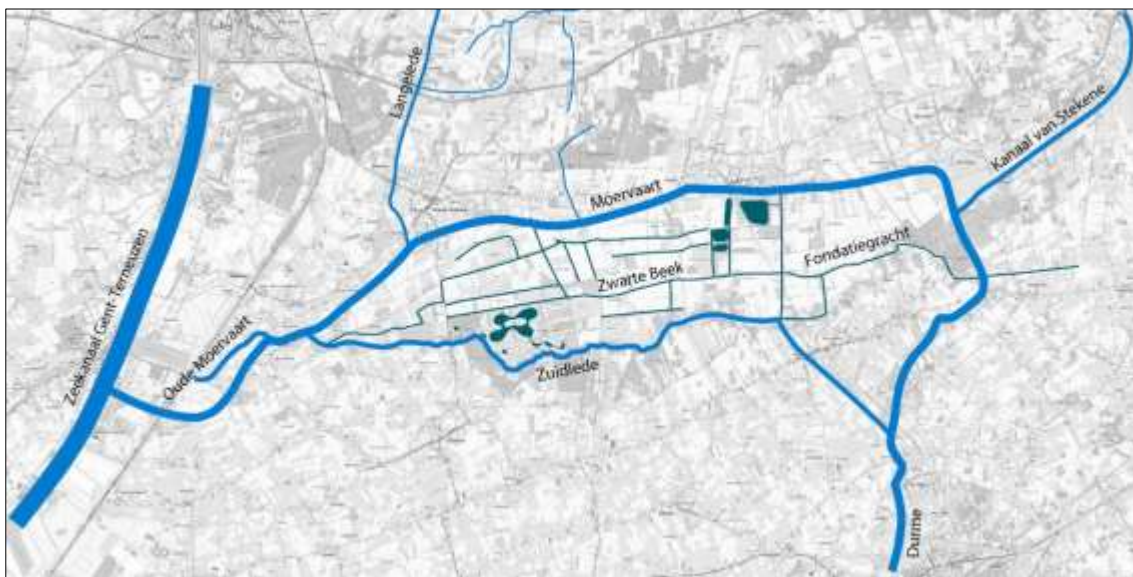 Langelede
Kanaal van Stekene
Moervaart
Fondatiegracht
Zwarte Beek
Zeekanaal Gent-Terneuzen
Oude Moervaart
Zuidlede
Durme